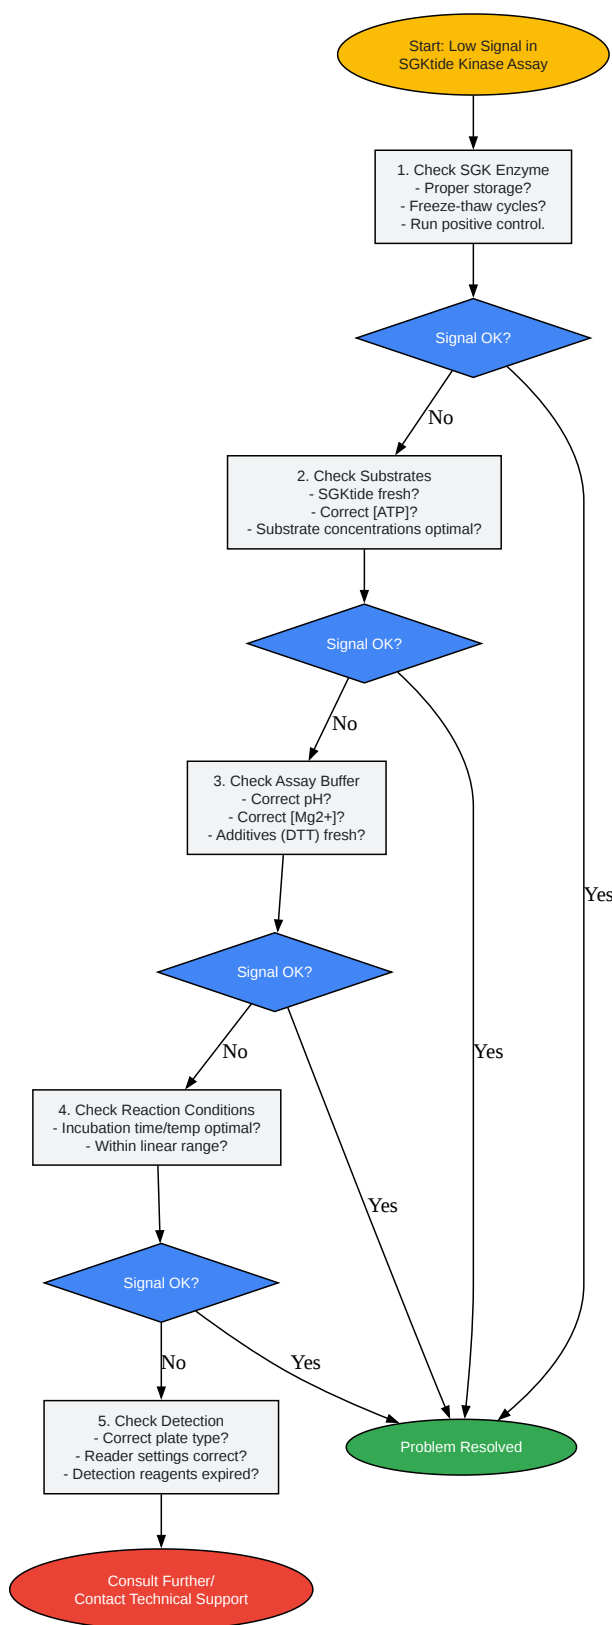 Start: Low Signal in
SGKtide Kinase Assay
1. Check SGK Enzyme
- Proper storage?
- Freeze-thaw cycles?
- Run positive control.
Signal OK?
No
2. Check Substrates
- SGKtide fresh?
- Correct [ATP]?
- Substrate concentrations optimal?
Signal OK?
No
3. Check Assay Buffer
- Correct pH?
- Correct [Mg2+]?
- Additives (DTT) fresh?
Yes
Signal OK?
No
Yes
4. Check Reaction Conditions
- Incubation time/temp optimal?
- Within linear range?
Yes
Signal OK?
No
Yes
5. Check Detection
- Correct plate type?
- Reader settings correct?
- Detection reagents expired?
Problem Resolved
Consult Further/
Contact Technical Support